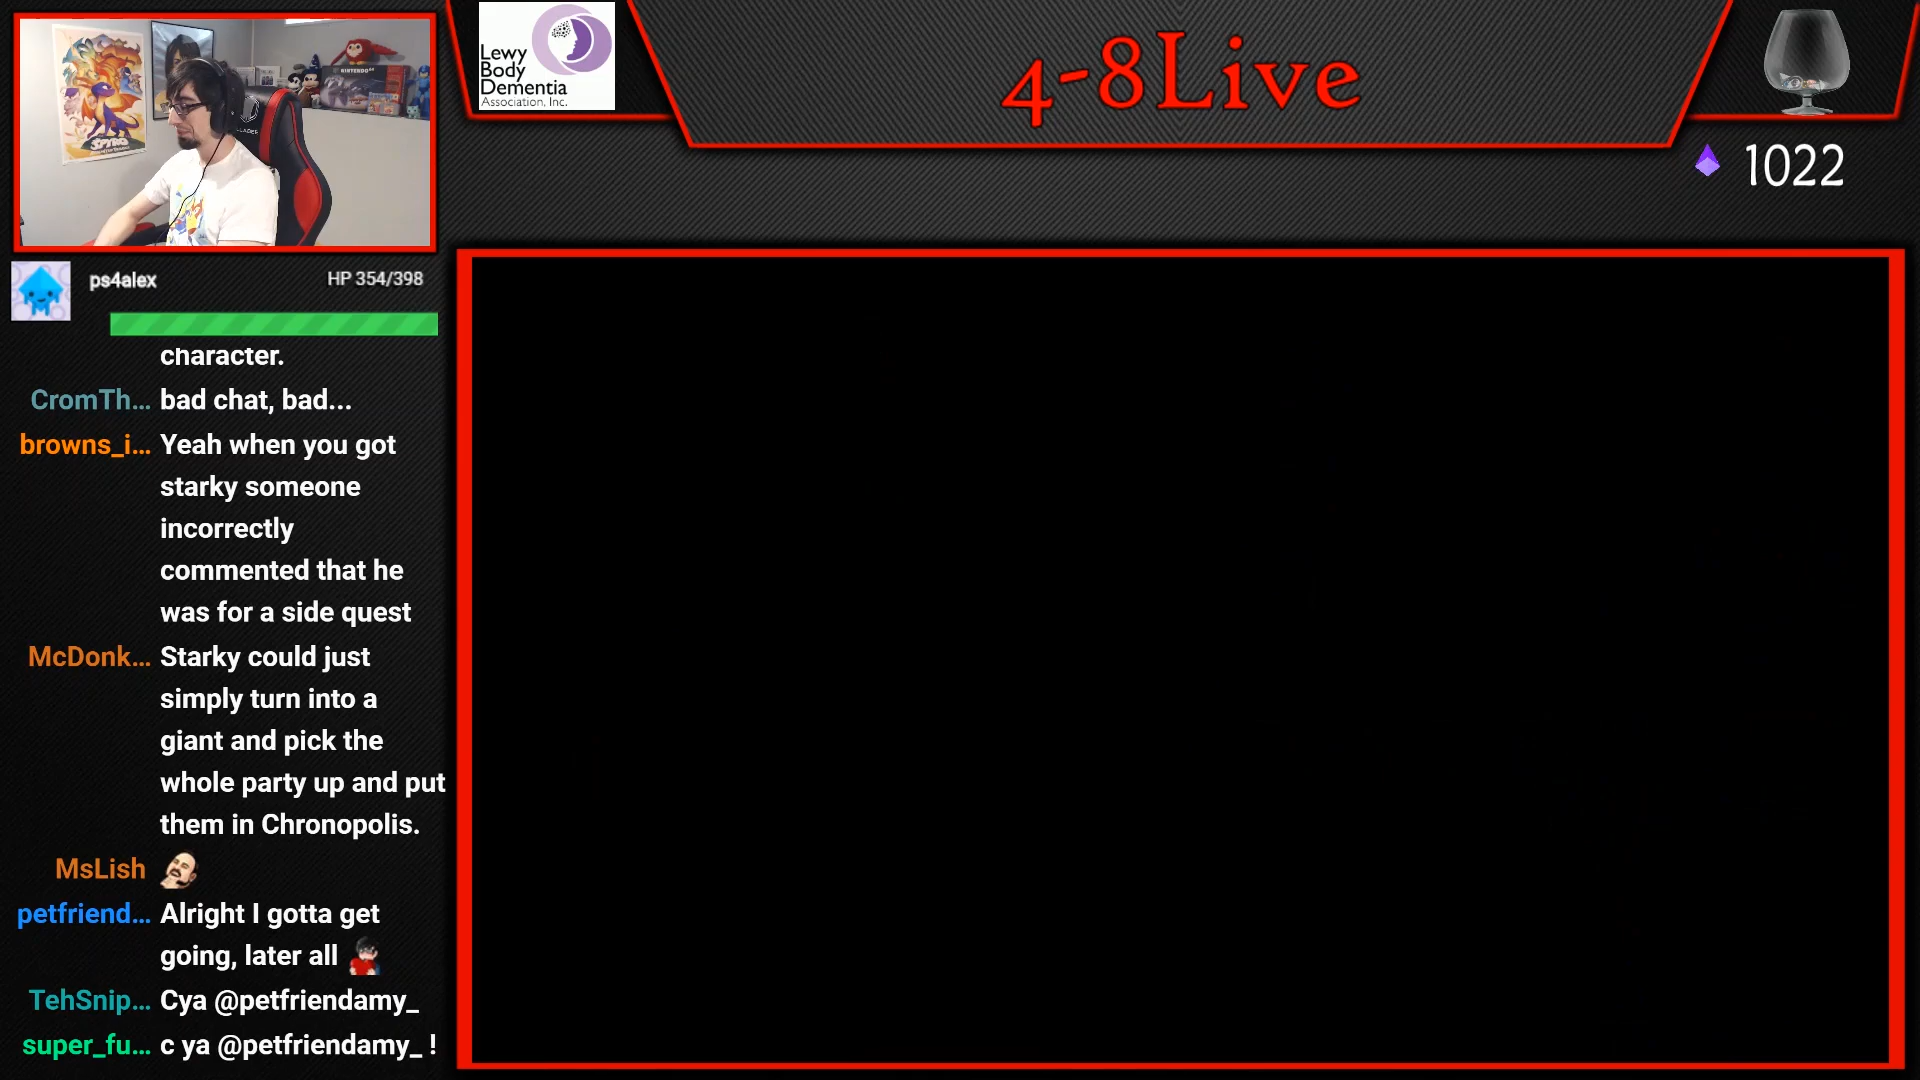 SPYRO
NINTENDO
Lewy
Body
Dementia
Association, Inc.
4-8Live
1022
ps4alex
HP 354/398
character.
CromTh... bad chat, bad...
browns_i... Yeah when you got
starky someone
incorrectly
commented that he
was for a side quest
McDonk... Starky could just
simply turn into a
giant and pick the
whole party up and put
them in Chronopolis.
MsLish
petfriend... Alright I gotta get
going, later all
TehSnip... Cya @petfriendamy_
super_fu... c ya @petfriendamy_ !